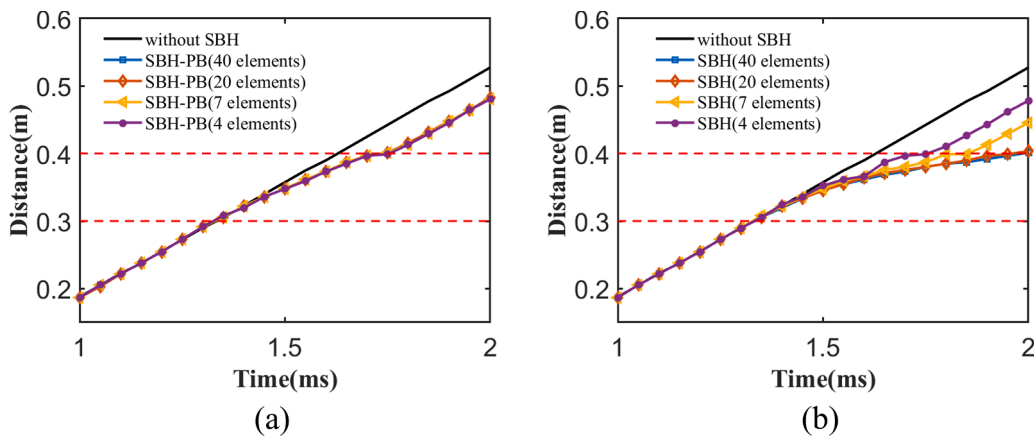 0.6
0.5
0.4
0.3
0.2
Distance(m)
without SBH
SBH-PB(40 elements)
SBH-PB(20 elements)
SBH-PB(7 elements)
SBH-PB(4 elements)
1
1.5
2
Time(ms)
(a)
0.6
0.5
0.4
0.3
0.2
Distance(m)
without SBH
SBH(40 elements)
SBH(20 elements)
SBH(7 elements)
SBH(4 elements)
1
1.5
2
Time(ms)
(b)